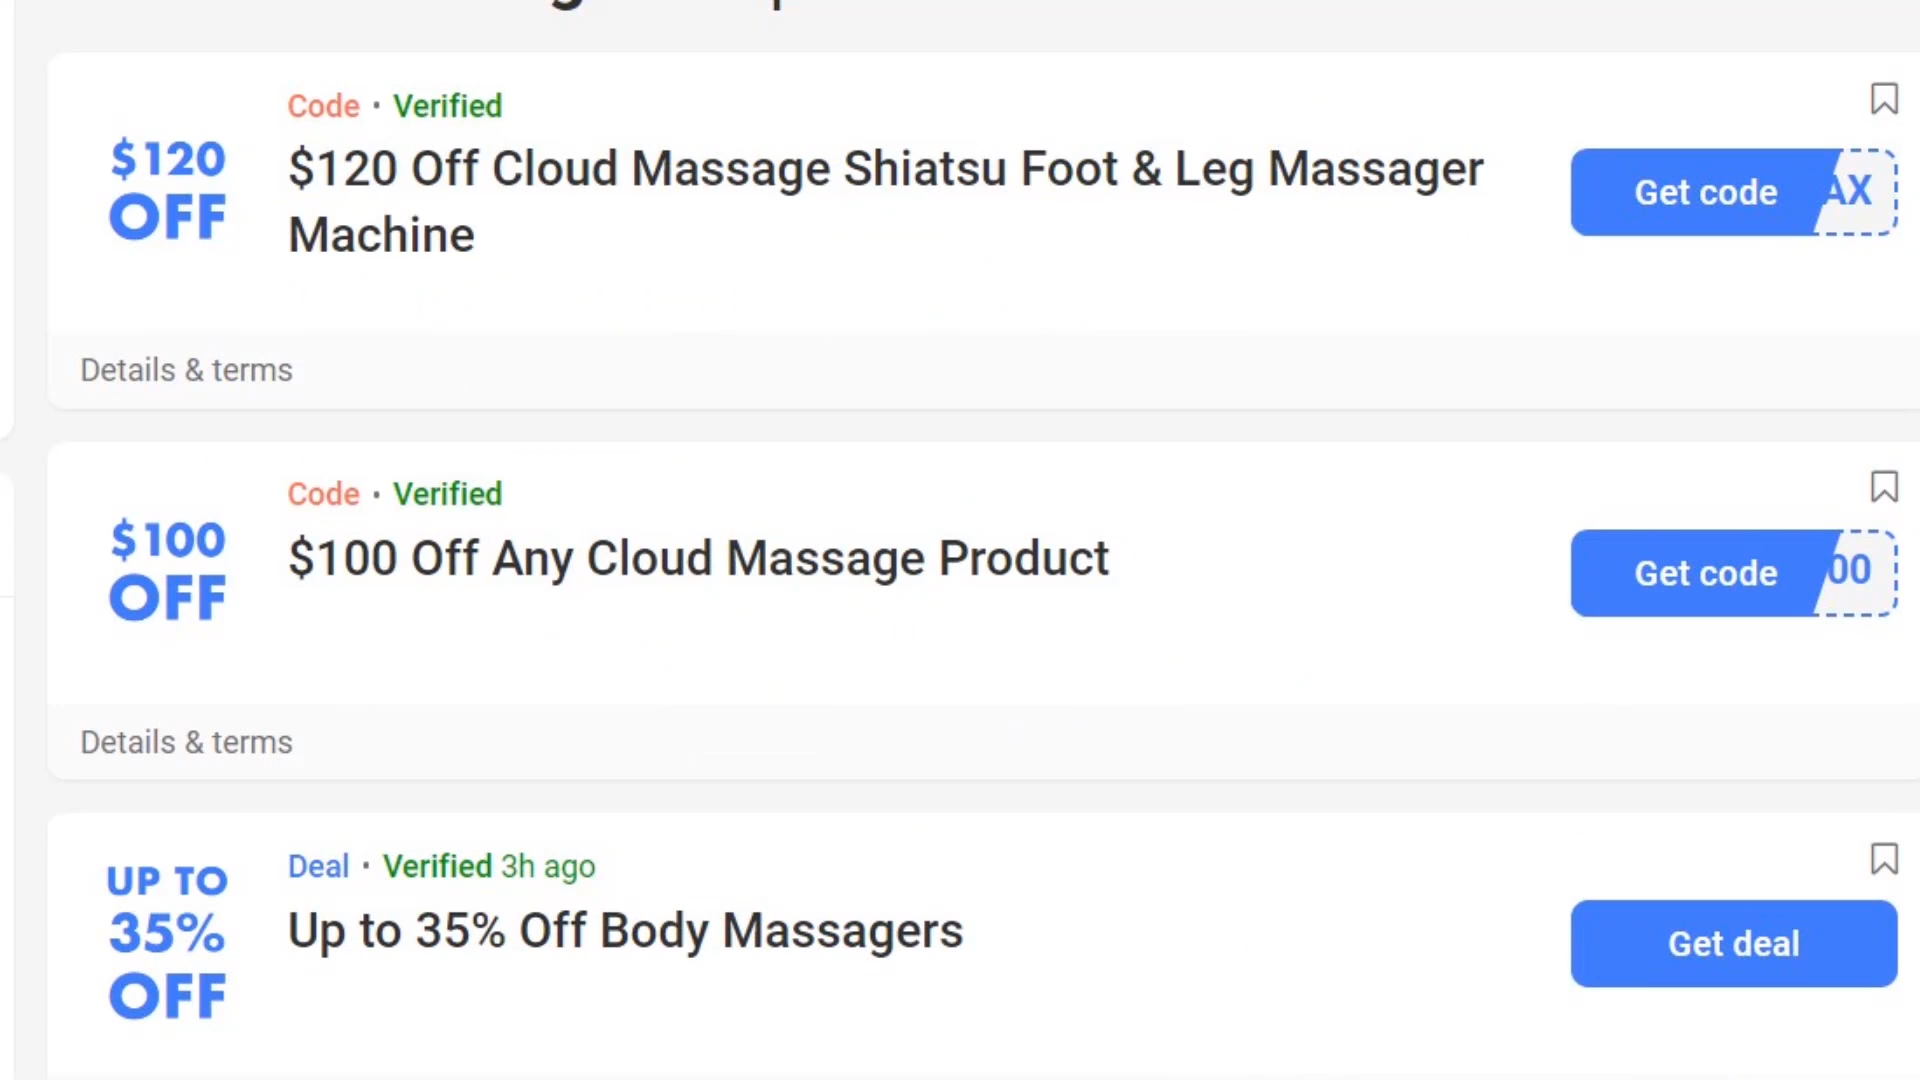 Code • Verified
$120
OFF
$120 Off Cloud Massage Shiatsu Foot & Leg Massager
Machine
Get code
AX
Details & terms
Code • Verified
$100
OFF
$100 Off Any Cloud Massage Product
Get code
00
Details & terms
Deal • Verified 3h ago
UP TO
35%
OFF
Up to 35% Off Body Massagers
Get deal